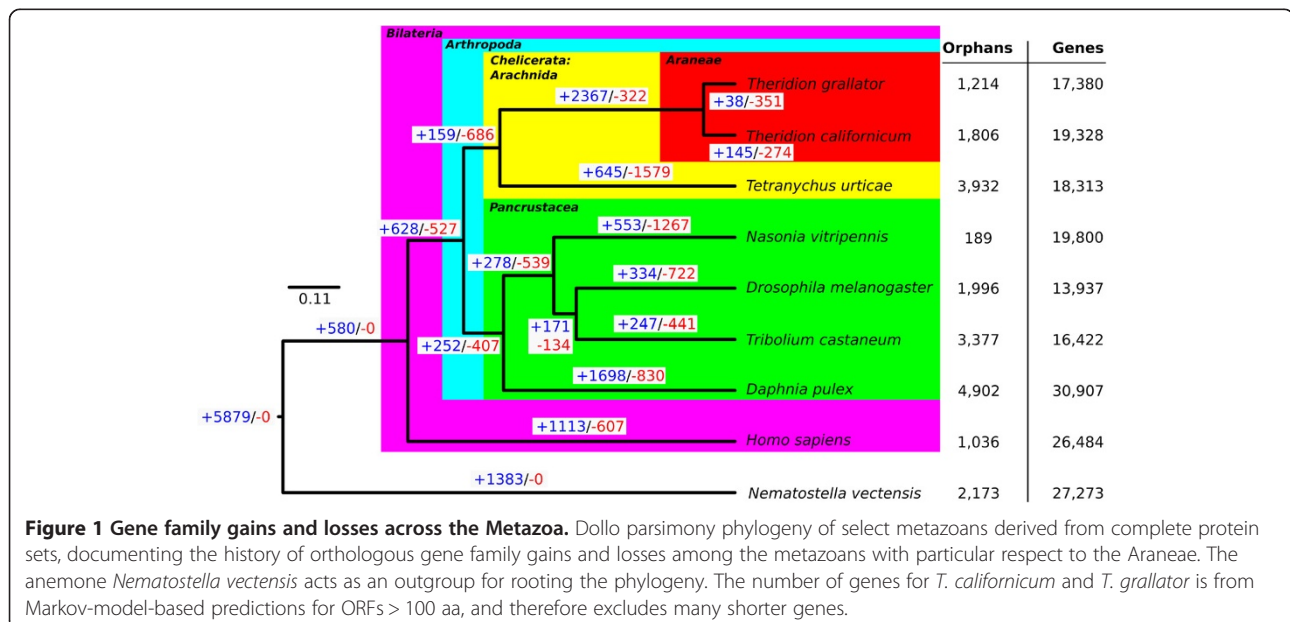 Bilateria
Arthropoda
Chelicerata:
Arachnida
Araneae
Orphans Genes
Theridion grallator 1,214 17,380
+2367/-322
+38/-351
+159/-686
Theridion californicum 1,806 19,328
+145/-274
+645/-1579
Tetranychus urticae 3,932 18,313
Pancrustacea
+553/-1267
+628/-527
Nasonia vitripennis 189 19,800
+278/-539
+334/-722
0.11
Drosophila melanogaster 1,996 13,937
+580/-0
+171
-134
+247/-441
+252/-407
Tribolium castaneum 3,377 16,422
+1698/-830
Daphnia pulex 4,902 30,907
+5879/-0
+1113/-607
Homo sapiens 1,036 26,484
+1383/-0
Nematostella vectensis 2,173 27,273
Figure 1 Gene family gains and losses across the Metazoa. Dollo parsimony phylogeny of select metazoans derived from complete protein
sets, documenting the history of orthologous gene family gains and losses among the metazoans with particular respect to the Araneae. The
anemone Nematostella vectensis acts as an outgroup for rooting the phylogeny. The number of genes for T. californicum and T. grallator is from
Markov-model-based predictions for ORFs > 100 aa, and therefore excludes many shorter genes.